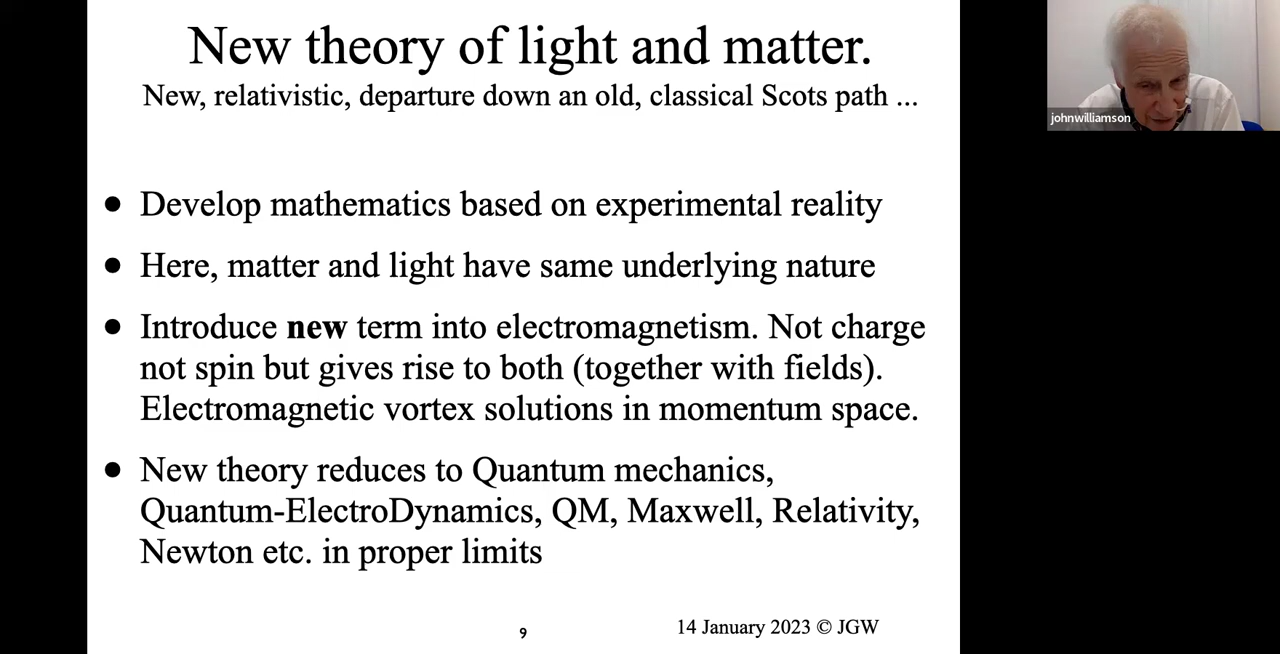 New theory of light and matter.
New, relativistic, departure down an old, classical Scots path ...
johnwilliamson
● Develop mathematics based on experimental reality
● Here, matter and light have same underlying nature
● Introduce new term into electromagnetism. Not charge
not spin but gives rise to both (together with fields).
Electromagnetic vortex solutions in momentum space.
● New theory reduces to Quantum mechanics,
Quantum-ElectroDynamics, QM, Maxwell, Relativity,
Newton etc. in proper limits
9
14 January 2023 © JGW